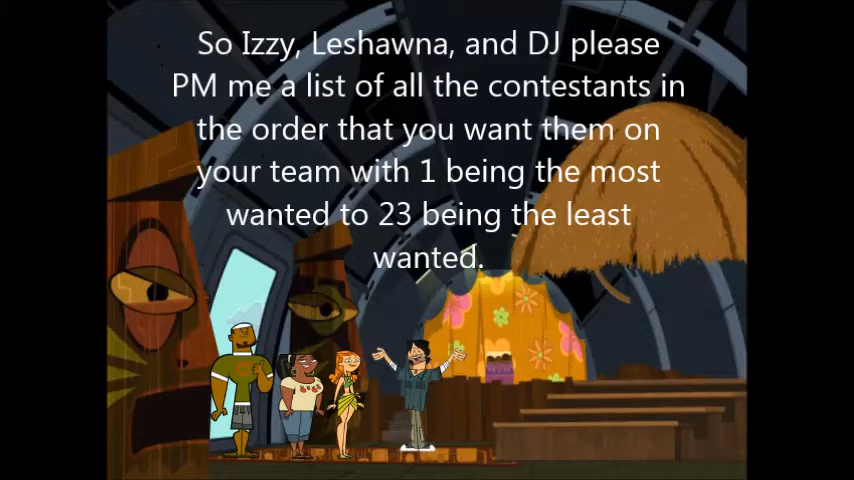 So Izzy, Leshawna, and DJ please
PM me a list of all the contestants in
the order that you want them on
your team with 1 being the most
wanted to 23 being the least
wanted.